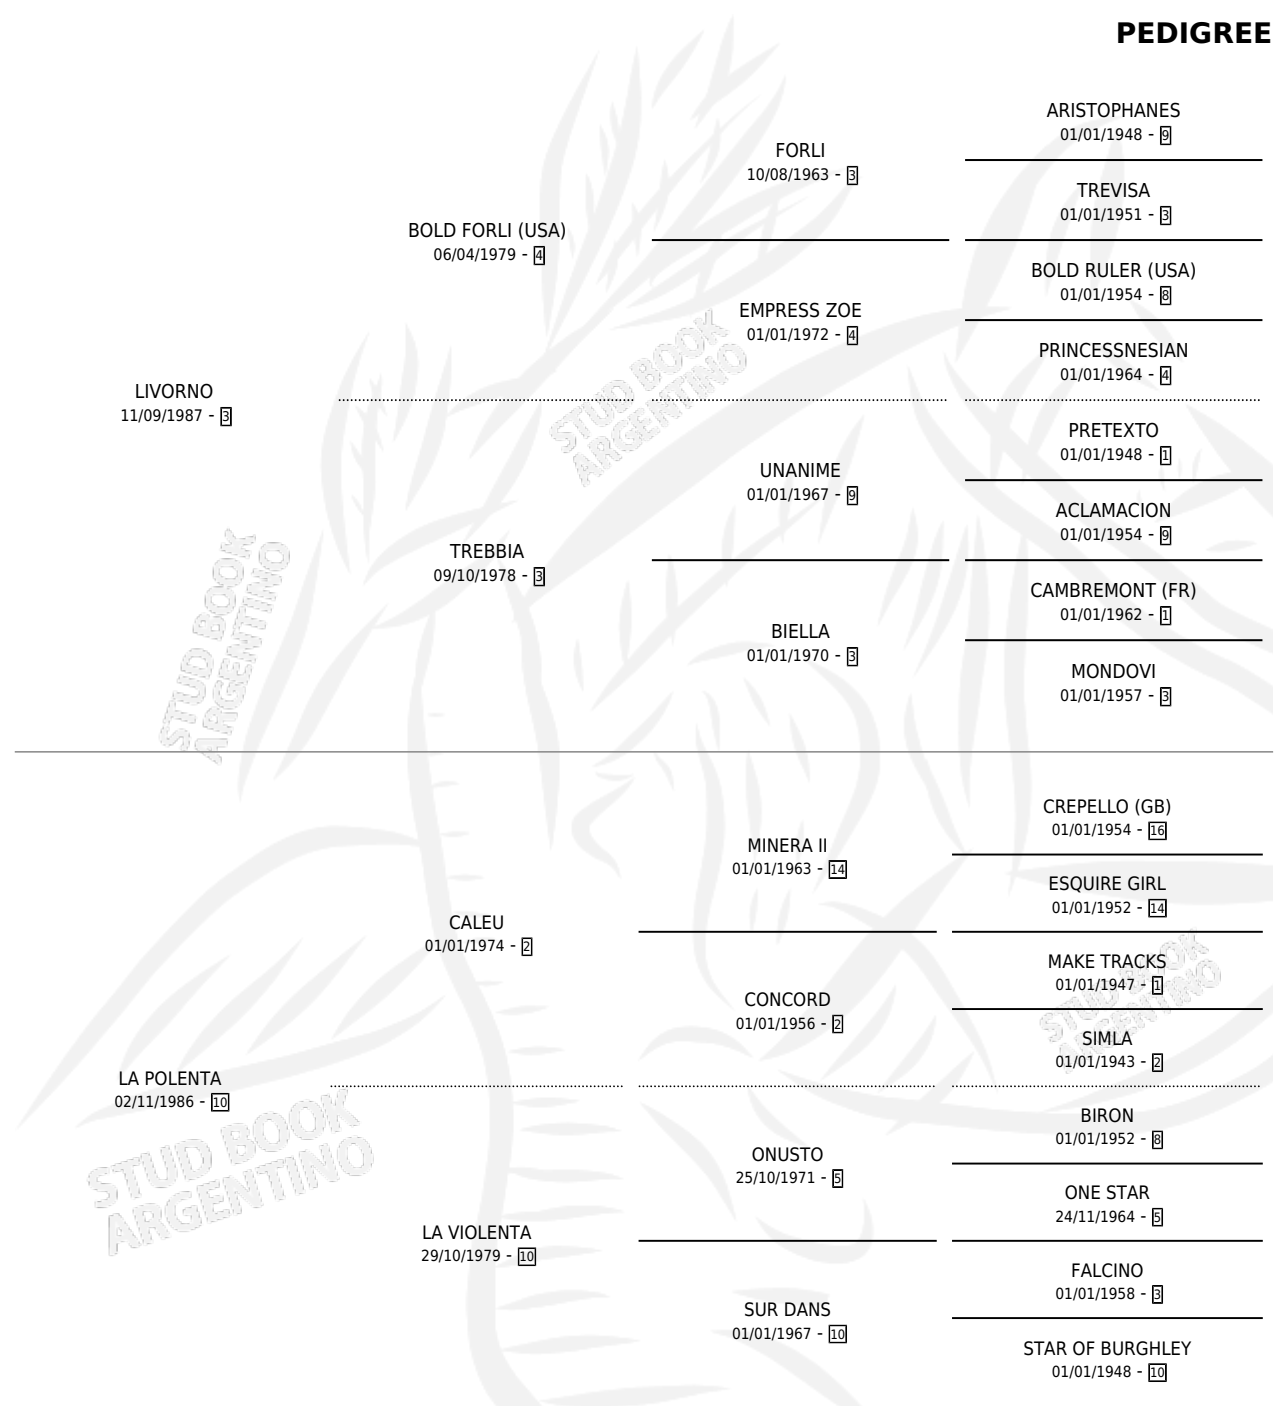 PEDIGREE
ARISTOPHANES
01/01/1948 - 9
FORLI
10/08/1963 - 3
TREVISA
01/01/1951 - 3
BOLD FORLI (USA)
06/04/1979 - 4
BOLD RULER (USA)
01/01/1954 - 8
EMPRESS ZOE
01/01/1972 - 4
PRINCESSNESIAN
01/01/1964 - 4
LIVORNO
11/09/1987 - 3
STUD BOOK
ARGENTINO
PRETEXTO
01/01/1948 - 1
UNANIME
01/01/1967 - 9
ACLAMACION
01/01/1954 - 9
TREBBIA
09/10/1978 - 3
CAMBREMONT (FR)
01/01/1962 - 1
BIELLA
01/01/1970 - 3
MONDOVI
01/01/1957 - 3
STUD BOOK
ARGENTINO
CREPELLO (GB)
01/01/1954 - 16
MINERA II
01/01/1963 - 14
ESQUIRE GIRL
01/01/1952 - 14
CALEU
01/01/1974 - 2
MAKE TRACKS
01/01/1947 - 1
CONCORD
01/01/1956 - 2
SIMLA
01/01/1943 - 2
STUD BOOK
ARGENTINO
LA POLENTA
02/11/1986 - 10
BIRON
01/01/1952 - 8
STUD BOOK
ARGENTINO
ONUSTO
25/10/1971 - 5
ONE STAR
24/11/1964 - 5
LA VIOLENTA
29/10/1979 - 10
FALCINO
01/01/1958 - 3
SUR DANS
01/01/1967 - 10
STAR OF BURGHLEY
01/01/1948 - 10